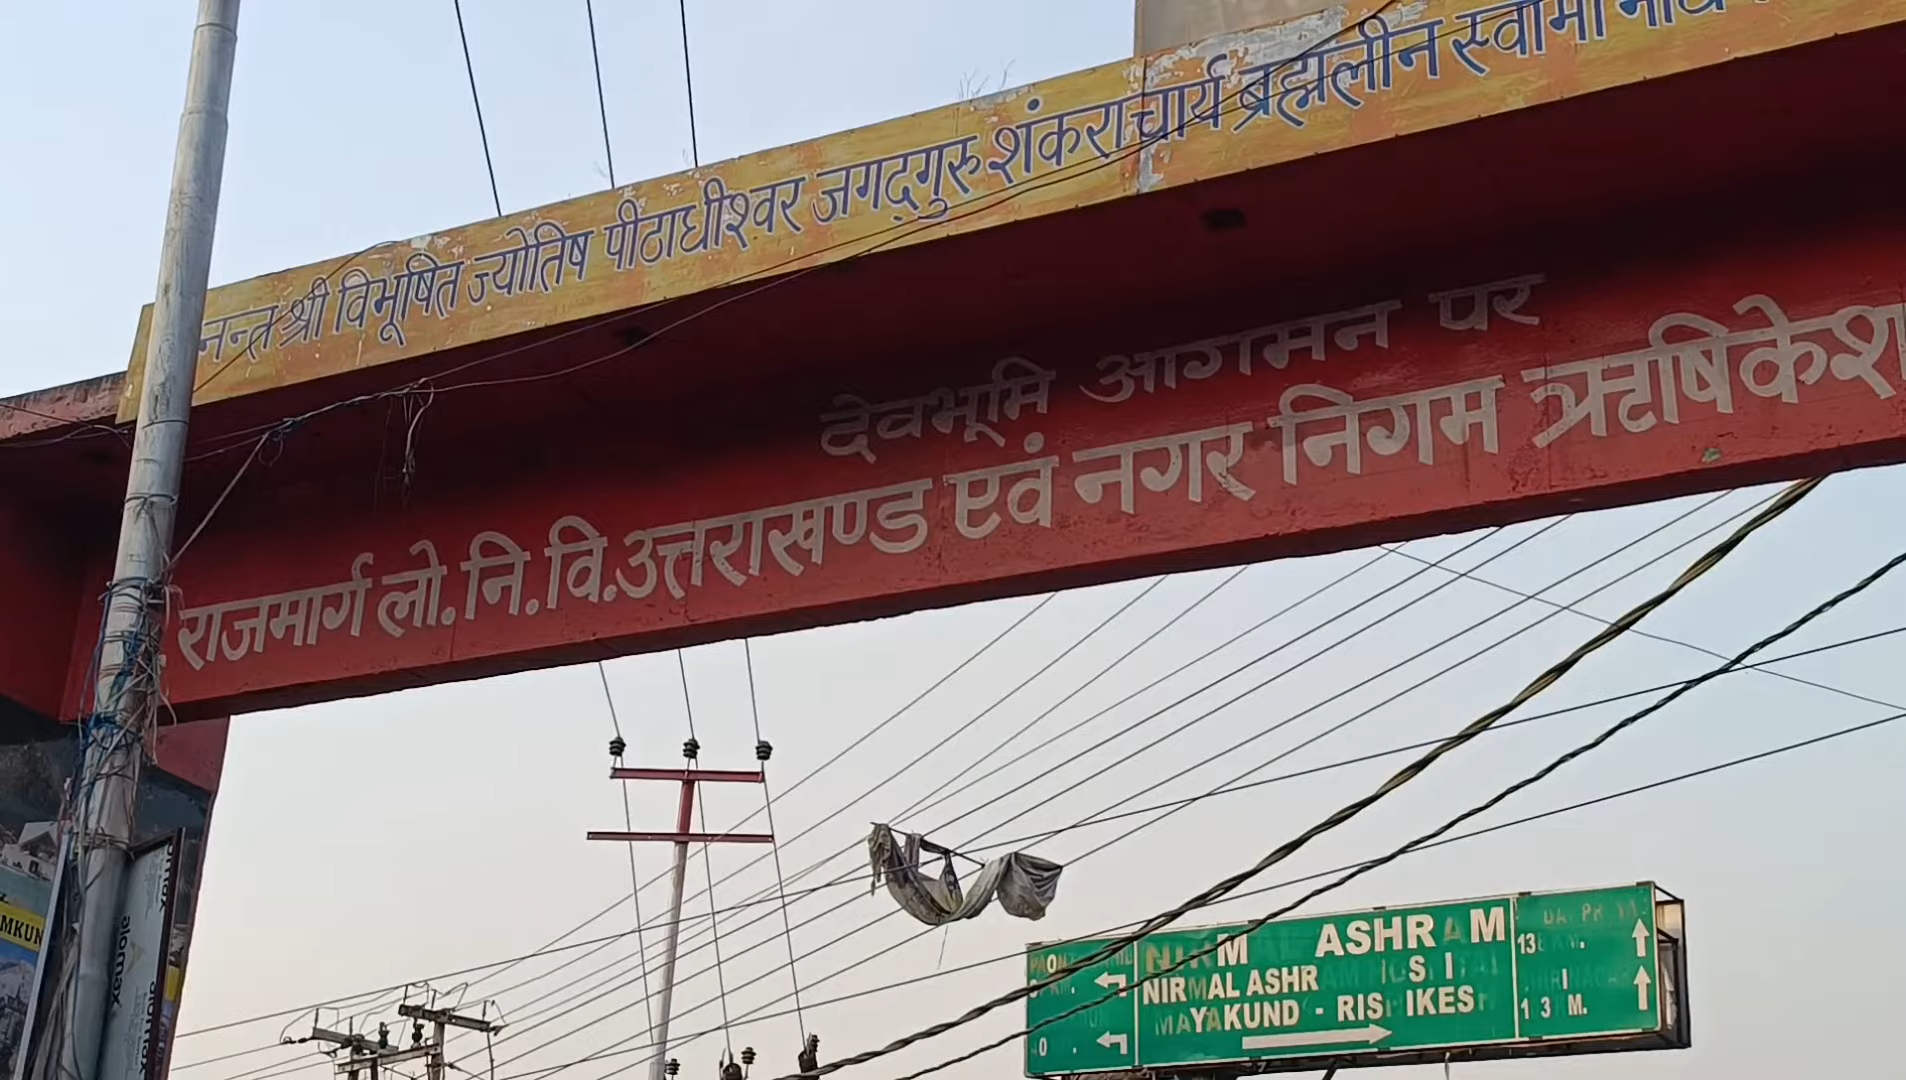 श्री विभूषित ज्योतिष पीठाधीश्वर जगद्गुरु शंकराचार्य ब्रह्मलीन स्वामी
देवभूमि आगमन पर
राजमार्ग लो. नि. वि. उत्तराखण्ड एवं नगर निगम ऋषिकेश
ASHRAM
NIRMAL ASHR
MAYAKUND - RIS IKES
alomax